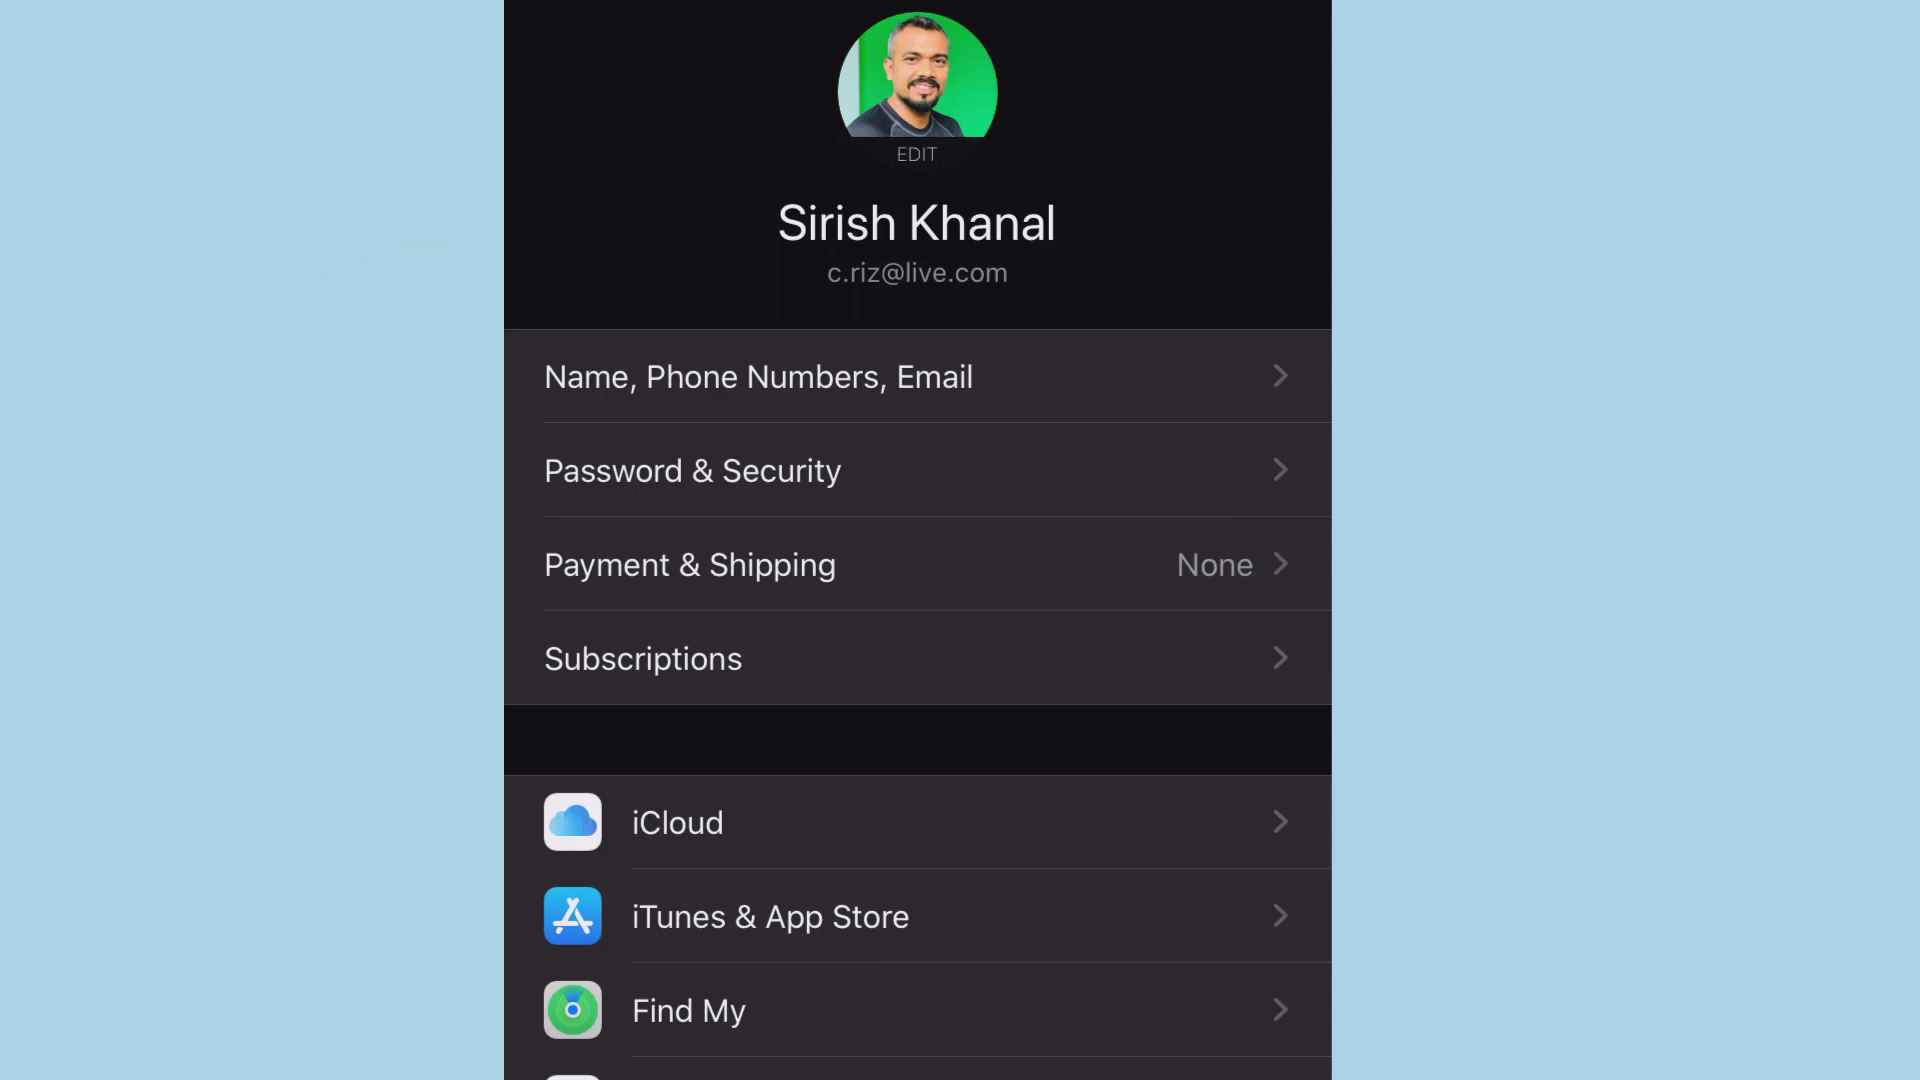 EDIT
Sirish Khanal
c.riz@live.com
Name, Phone Numbers, Email
Password & Security
Payment & Shipping None
Subscriptions
iCloud
iTunes & App Store
Find My